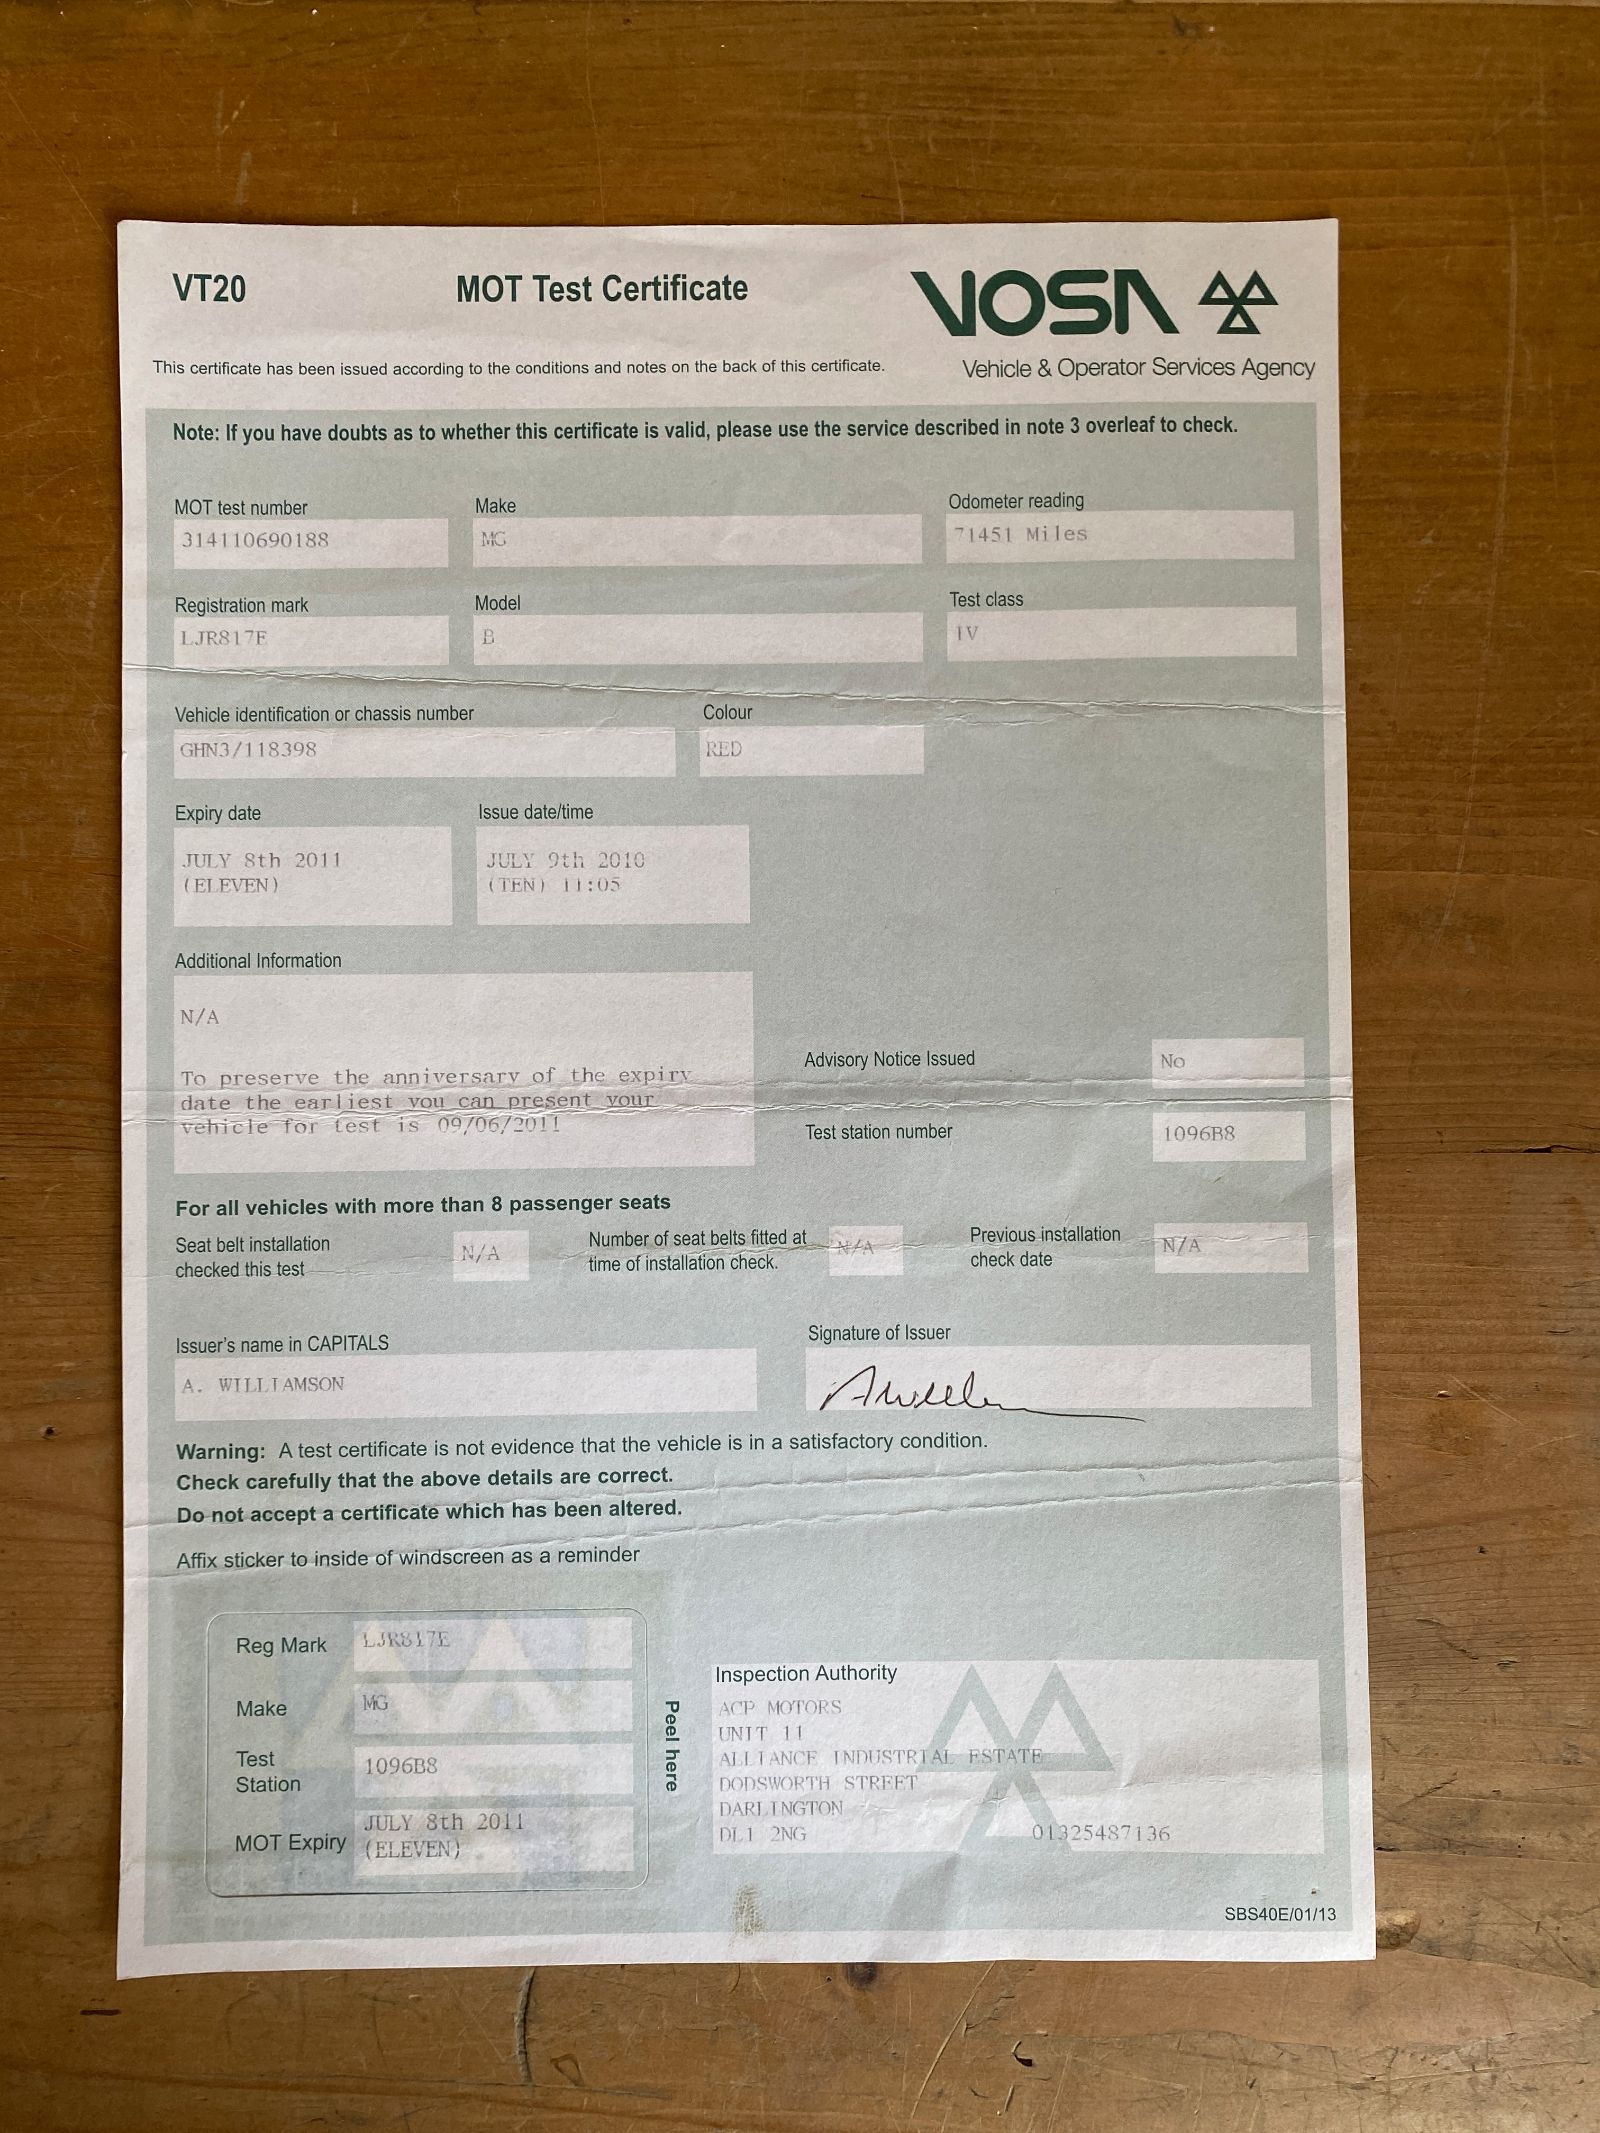 VT20
MOT Test Certificate
VOSA
Vehicle & Operator Services Agency
This certificate has been issued according to the conditions and notes on the back of this certificate.
Note: If you have doubts as to whether this certificate is valid, please use the service described in note 3 overleaf to check.
MOT test number
314110690188
Make
MG
Odometer reading
71451 Miles
Registration mark
LJR817E
Model
B
Test class
IV
Vehicle identification or chassis number
GHN3/118398
Colour
RED
Expiry date
JULY 8th 2011
(ELEVEN)
Issue date/time
JULY 9th 2010
(TEN) 11:05
Additional Information
N/A
To preserve the anniversary of the expiry
date the earliest you can present your
vehicle for test is 09/06/2011
Advisory Notice Issued
No
Test station number
1096B8
For all vehicles with more than 8 passenger seats
Seat belt installation
checked this test
N/A
Number of seat belts fitted at
time of installation check.
N/A
Previous installation
check date
N/A
Issuer's name in CAPITALS
A. WILLIAMSON
Signature of Issuer
Warning: A test certificate is not evidence that the vehicle is in a satisfactory condition.
Check carefully that the above details are correct.
Do not accept a certificate which has been altered.
Affix sticker to inside of windscreen as a reminder
Reg Mark
LJR817E
Make
MG
Test
Station
1096B8
MOT Expiry
JULY 8th 2011
(ELEVEN)
Peel here
Inspection Authority
ACP MOTORS
UNIT 11
ALLIANCE INDUSTRIAL ESTATE
DODSWORTH STREET
DARLINGTON
DL1 2NG
01325487136
SBS40E/01/13